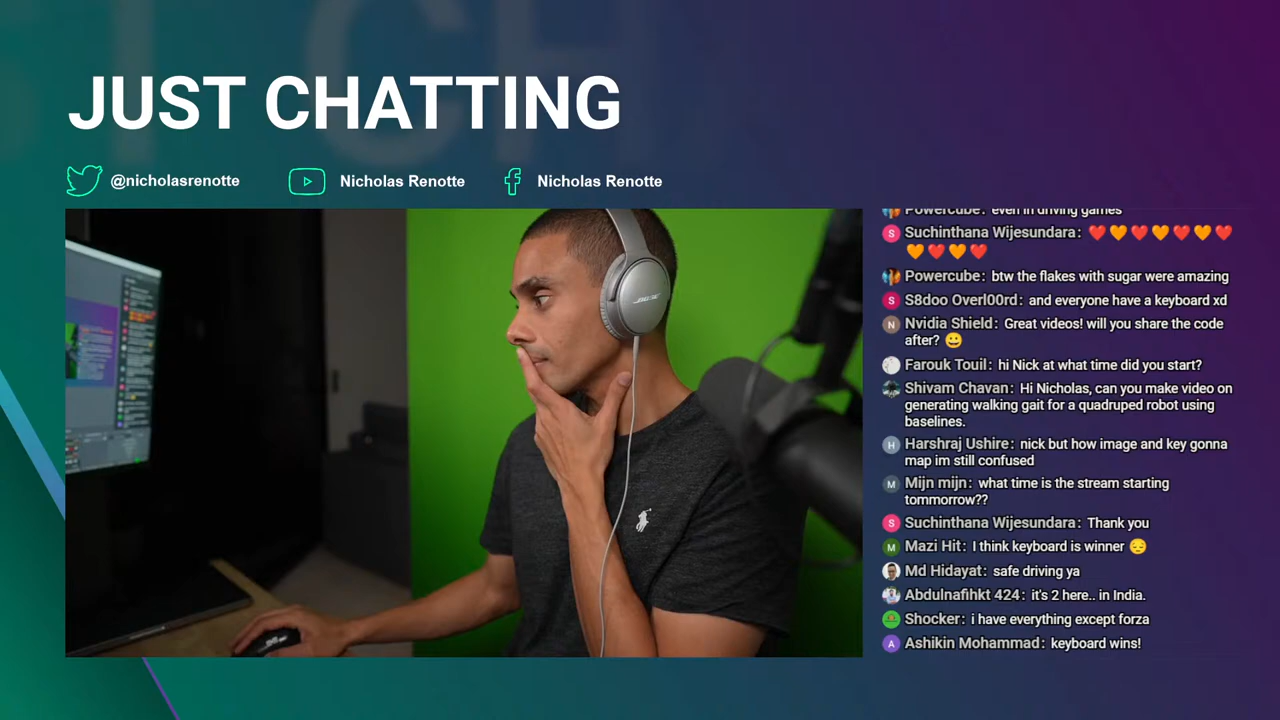 JUST CHATTING
@nicholasrenotte
Nicholas Renotte
Nicholas Renotte
BOSE
Powercube: even in driving games
Suchinthana Wijesundara: ❤️🧡❤️🧡❤️🧡❤️
🧡❤️🧡❤️
Powercube: btw the flakes with sugar were amazing
S8doo Overl00rd: and everyone have a keyboard xd
N Nvidia Shield: Great videos! will you share the code
after? 😀
Farouk Touil: hi Nick at what time did you start?
Shivam Chavan: Hi Nicholas, can you make video on
generating walking gait for a quadruped robot using
baselines.
H Harshraj Ushire: nick but how image and key gonna
map im still confused
M Mijn mijn: what time is the stream starting
tommorrow??
S Suchinthana Wijesundara: Thank you
M Mazi Hit: I think keyboard is winner 😔
Md Hidayat: safe driving ya
Abdulnafihkt 424: it's 2 here.. in India.
Shocker: i have everything except forza
A Ashikin Mohammad: keyboard wins!